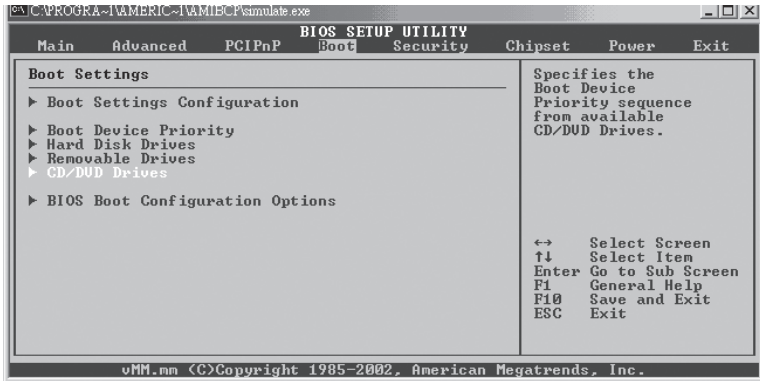 C:\PROGRA~1\AMERIC~1\AMIBCP\simulate.exe
BIOS SETUP UTILITY
Main Advanced PCIPnP Boot Security Chipset Power Exit
Boot Settings
▶ Boot Settings Configuration
▶ Boot Device Priority
▶ Hard Disk Drives
▶ Removable Drives
▶ CD/DVD Drives
▶ BIOS Boot Configuration Options
Specifies the
Boot Device
Priority sequence
from available
CD/DVD Drives.
↔ Select Screen
↑↓ Select Item
Enter Go to Sub Screen
F1 General Help
F10 Save and Exit
ESC Exit
vMM.mm (C)Copyright 1985-2002, American Megatrends, Inc.